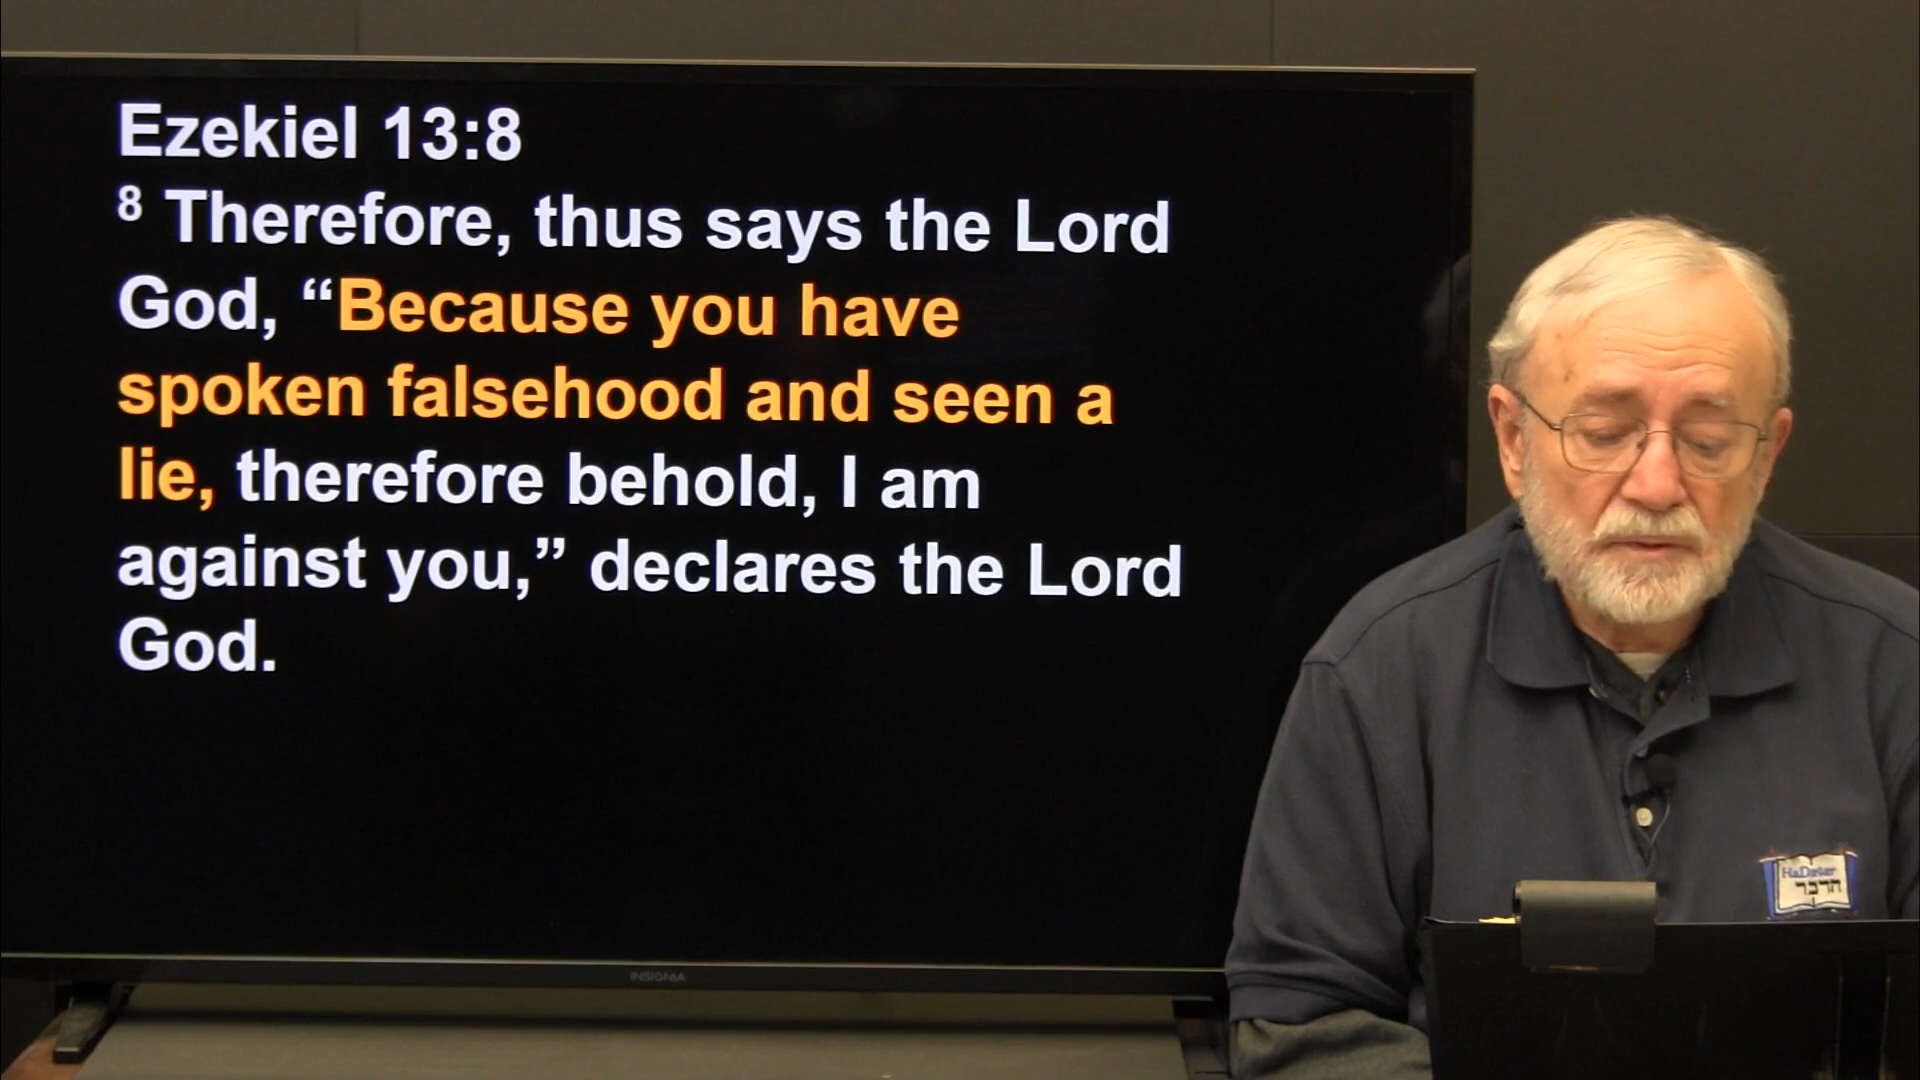 Ezekiel 13:8
8 Therefore, thus says the Lord
God, “Because you have
spoken falsehood and seen a
lie, therefore behold, I am
against you,” declares the Lord
God.
INSIGNIA
HaDavar
הדבר